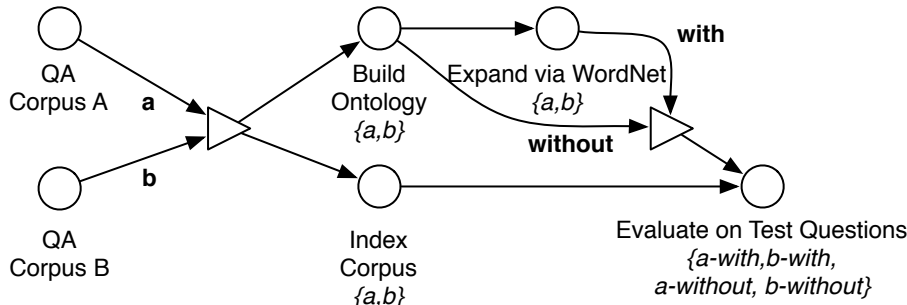 QA
Corpus A
a
b
QA
Corpus B
Build
Ontology
{a,b}
Expand via WordNet
{a,b}
with
without
Index
Corpus
{a,b}
Evaluate on Test Questions
{a-with,b-with,
a-without, b-without}